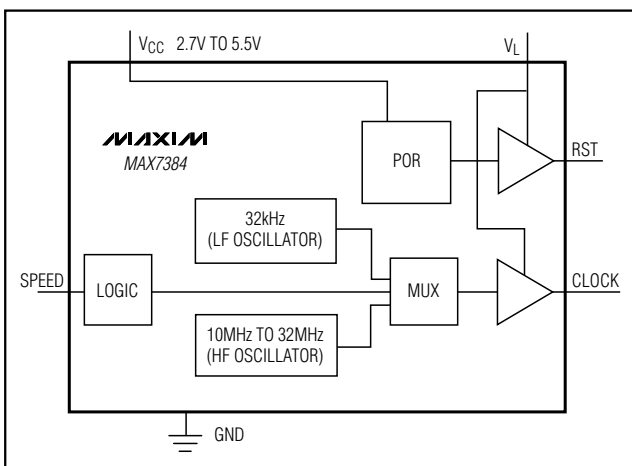 VCC 2.7V TO 5.5V
VL
MAXIM
MAX7384
POR
RST
32kHz
(LF OSCILLATOR)
SPEED
LOGIC
MUX
CLOCK
10MHz TO 32MHz
(HF OSCILLATOR)
GND